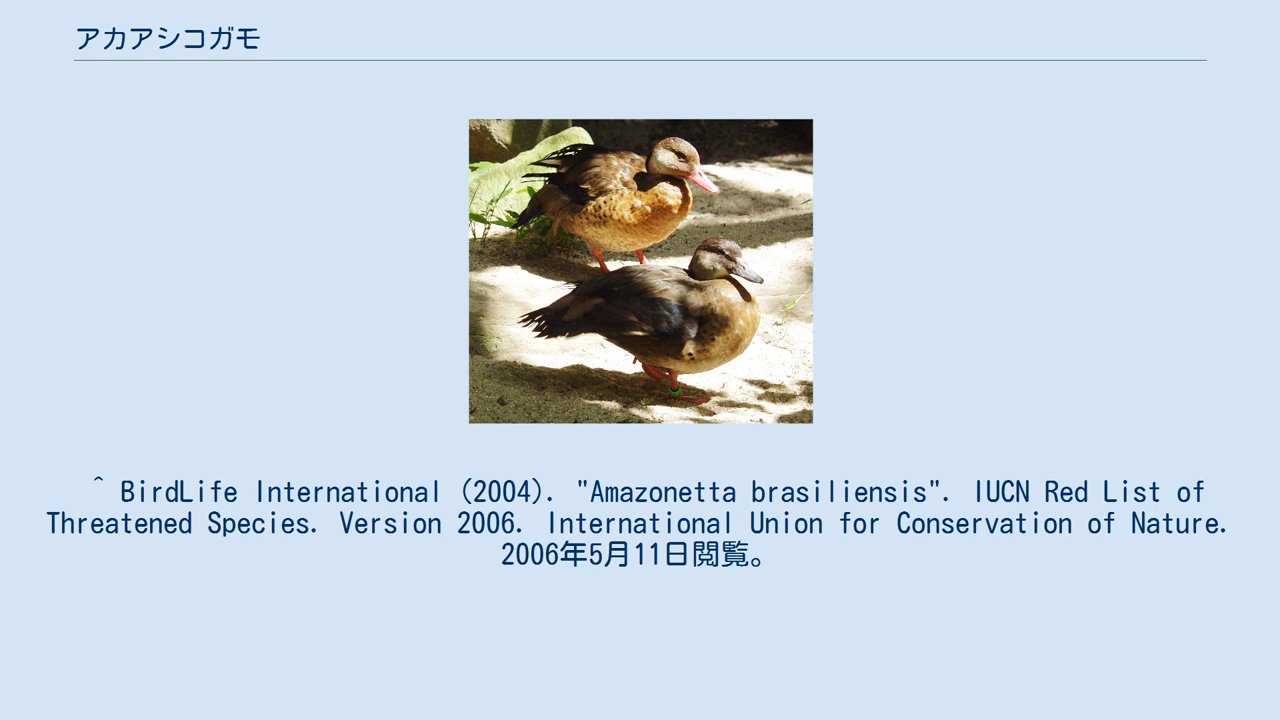 アカアシコガモ
^ BirdLife International (2004). "Amazonetta brasiliensis". IUCN Red List of
Threatened Species. Version 2006. International Union for Conservation of Nature.
2006年5月11日閲覧。